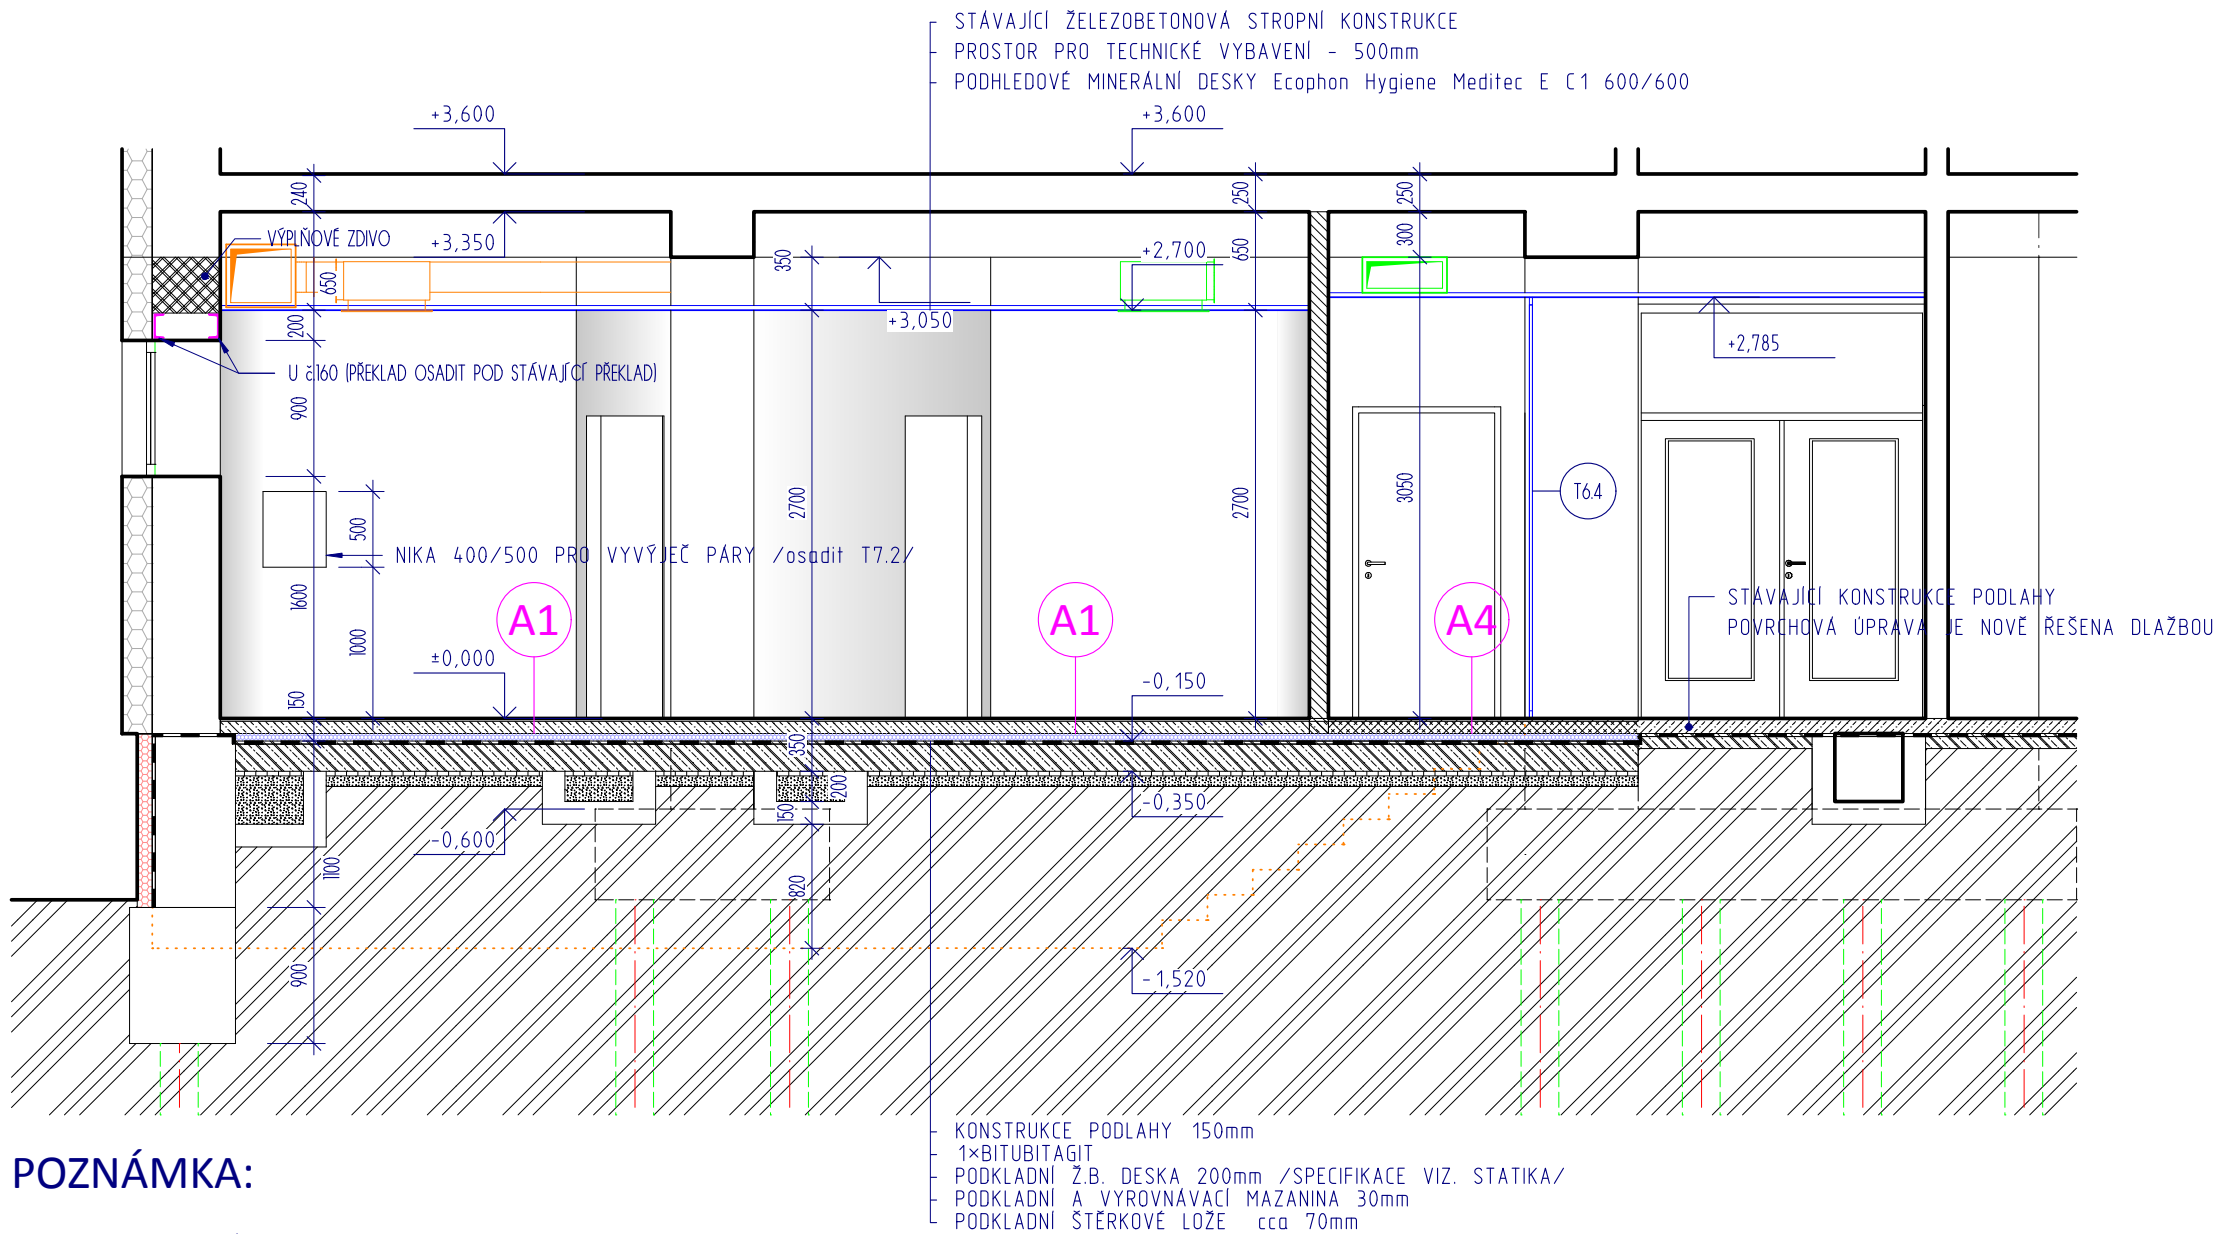 STÁVAJÍCÍ ŽELEZOBETONOVÁ STROPNÍ KONSTRUKCE
PROSTOR PRO TECHNICKÉ VYBAVENÍ - 500mm
PODHLEDOVÉ MINERÁLNÍ DESKY Ecophon Hygiene Meditec E C1 600/600
+3,600
+3,600
240
250
250
VÝPLŇOVÉ ZDIVO
+3,350
350
+2,700
650
300
650
200
+3,050
+2,785
U č.160 (PŘEKLAD OSADIT POD STÁVAJÍCÍ PŘEKLAD)
900
2700
2700
3050
T6.4
500
NIKA 400/500 PRO VYVÝJEČ PÁRY /osadit T7.2/
1600
A1
A1
A4
STÁVAJÍCÍ KONSTRUKCE PODLAHY
POVRCHOVÁ ÚPRAVA JE NOVĚ ŘEŠENA DLAŽBOU
1000
±0,000
-0,150
150
350
200
-0,350
150
-0,600
1100
820
900
-1,520
KONSTRUKCE PODLAHY 150mm
1×BITUBITAGIT
PODKLADNÍ Ž.B. DESKA 200mm /SPECIFIKACE VIZ. STATIKA/
PODKLADNÍ A VYROVNÁVACÍ MAZANINA 30mm
PODKLADNÍ ŠTĚRKOVÉ LOŽE cca 70mm
POZNÁMKA: